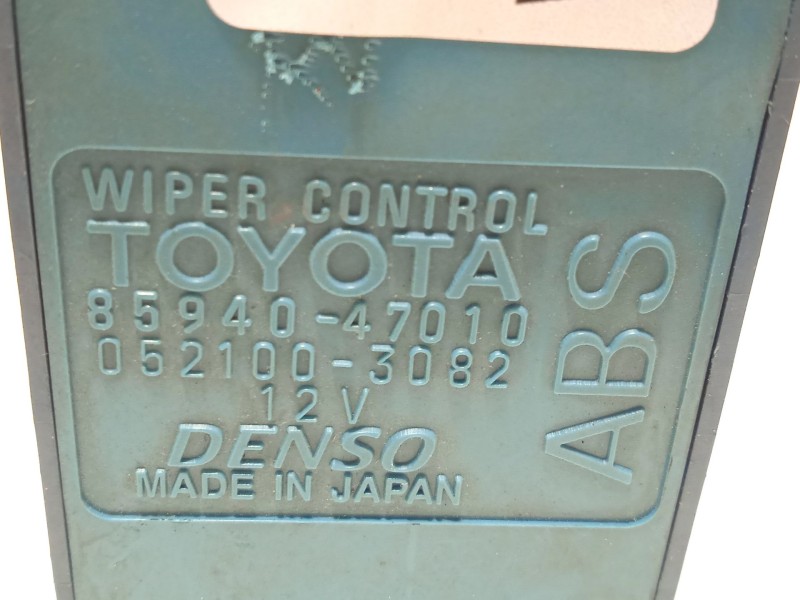 WIPER CONTROL
TOYOTA
85940-47010
052100-3082
12V
DENSO
MADE IN JAPAN
ABS